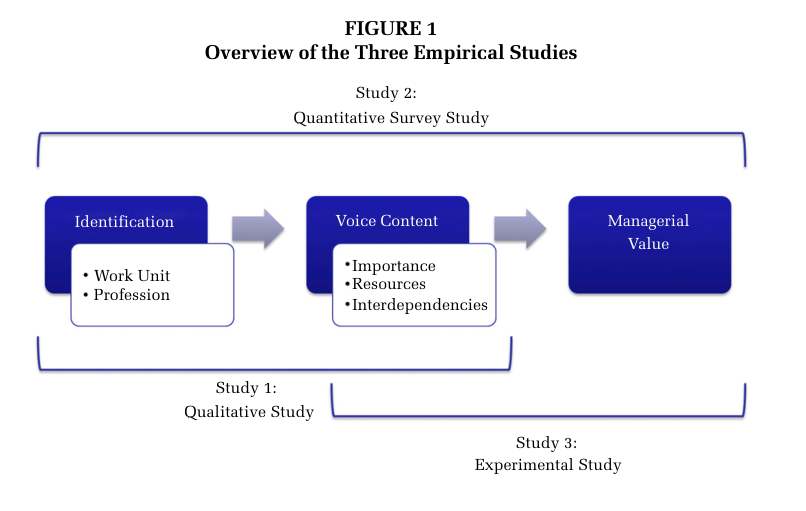 FIGURE 1
Overview of the Three Empirical Studies
Study 2:
Quantitative Survey Study
Identification
• Work Unit
• Profession
Voice Content
•Importance
•Resources
•Interdependencies
Managerial
Value
Study 1:
Qualitative Study
Study 3:
Experimental Study